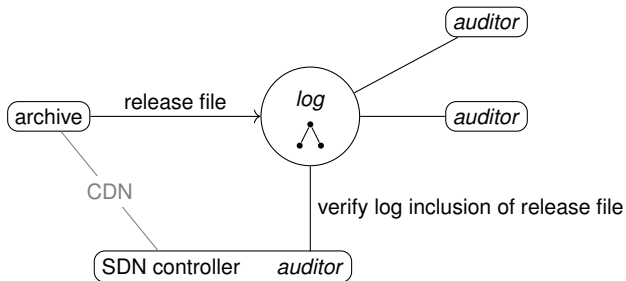 auditor
release file
log
archive
auditor
CDN
verify log inclusion of release file
SDN controller auditor